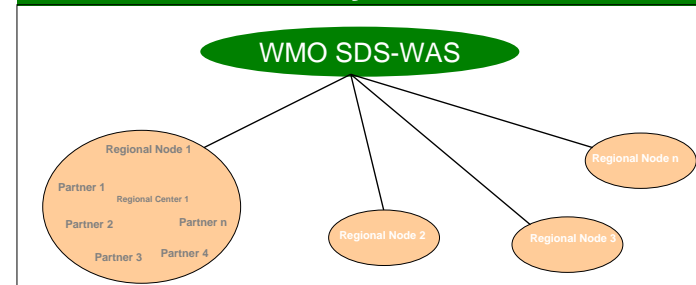 WMO SDS-WAS
Regional Node 1
Partner 1
Regional Center 1
Partner 2
Partner n
Partner 3
Partner 4
Regional Node 2
Regional Node 3
Regional Node n